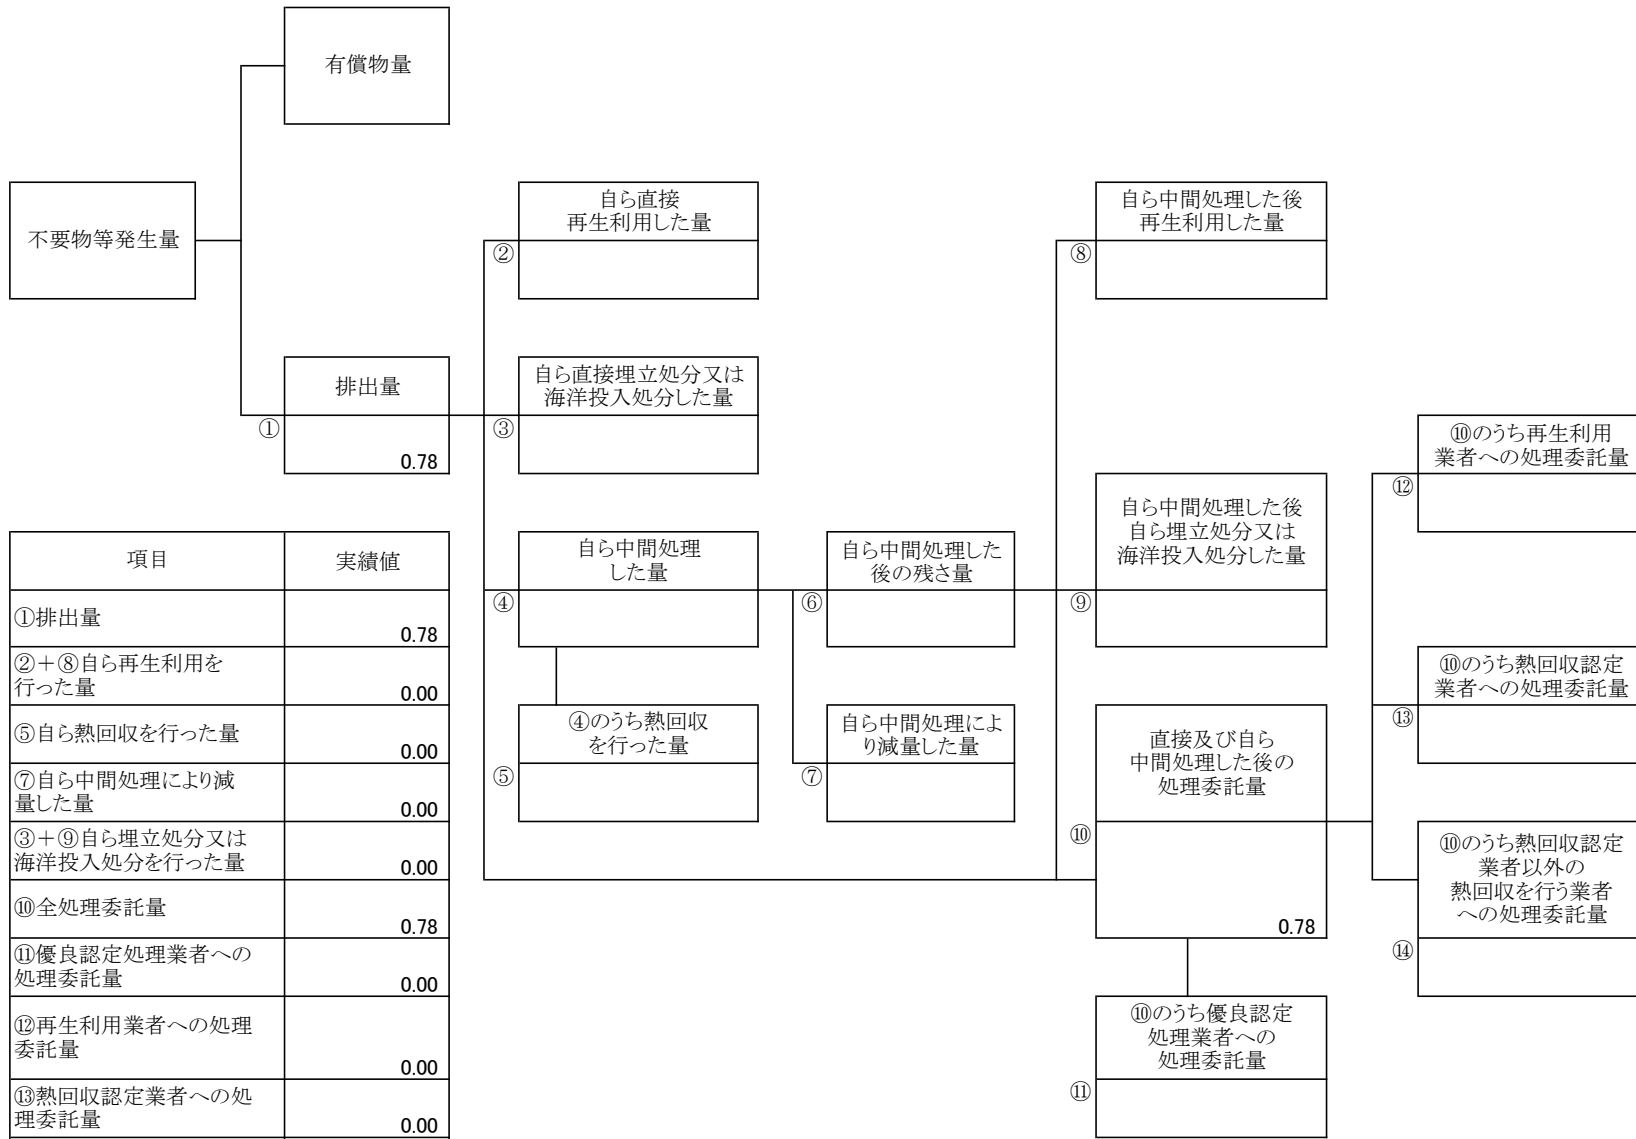 有償物量
不要物等発生量
自ら直接
再生利用した量
②
自ら中間処理した後
再生利用した量
⑧
排出量
①
0.78
自ら直接埋立処分又は
海洋投入処分した量
③
⑩のうち再生利用
業者への処理委託量
⑫
自ら中間処理した後
自ら埋立処分又は
海洋投入処分した量
⑨
自ら中間処理
した量
④
自ら中間処理した
後の残さ量
⑥
④のうち熱回収
を行った量
⑤
自ら中間処理によ
り減量した量
⑦
⑩のうち熱回収認定
業者への処理委託量
⑬
直接及び自ら
中間処理した後の
処理委託量
⑩
0.78
⑩のうち熱回収認定
業者以外の
熱回収を行う業者
への処理委託量
⑭
⑩のうち優良認定
処理業者への
処理委託量
⑪
項目 実績値
①排出量
0.78
②+⑧自ら再生利用を
行った量
0.00
⑤自ら熱回収を行った量
0.00
⑦自ら中間処理により減
量した量
0.00
③+⑨自ら埋立処分又は
海洋投入処分を行った量
0.00
⑩全処理委託量
0.78
⑪優良認定処理業者への
処理委託量
0.00
⑫再生利用業者への処理
委託量
0.00
⑬熱回収認定業者への処
理委託量
0.00